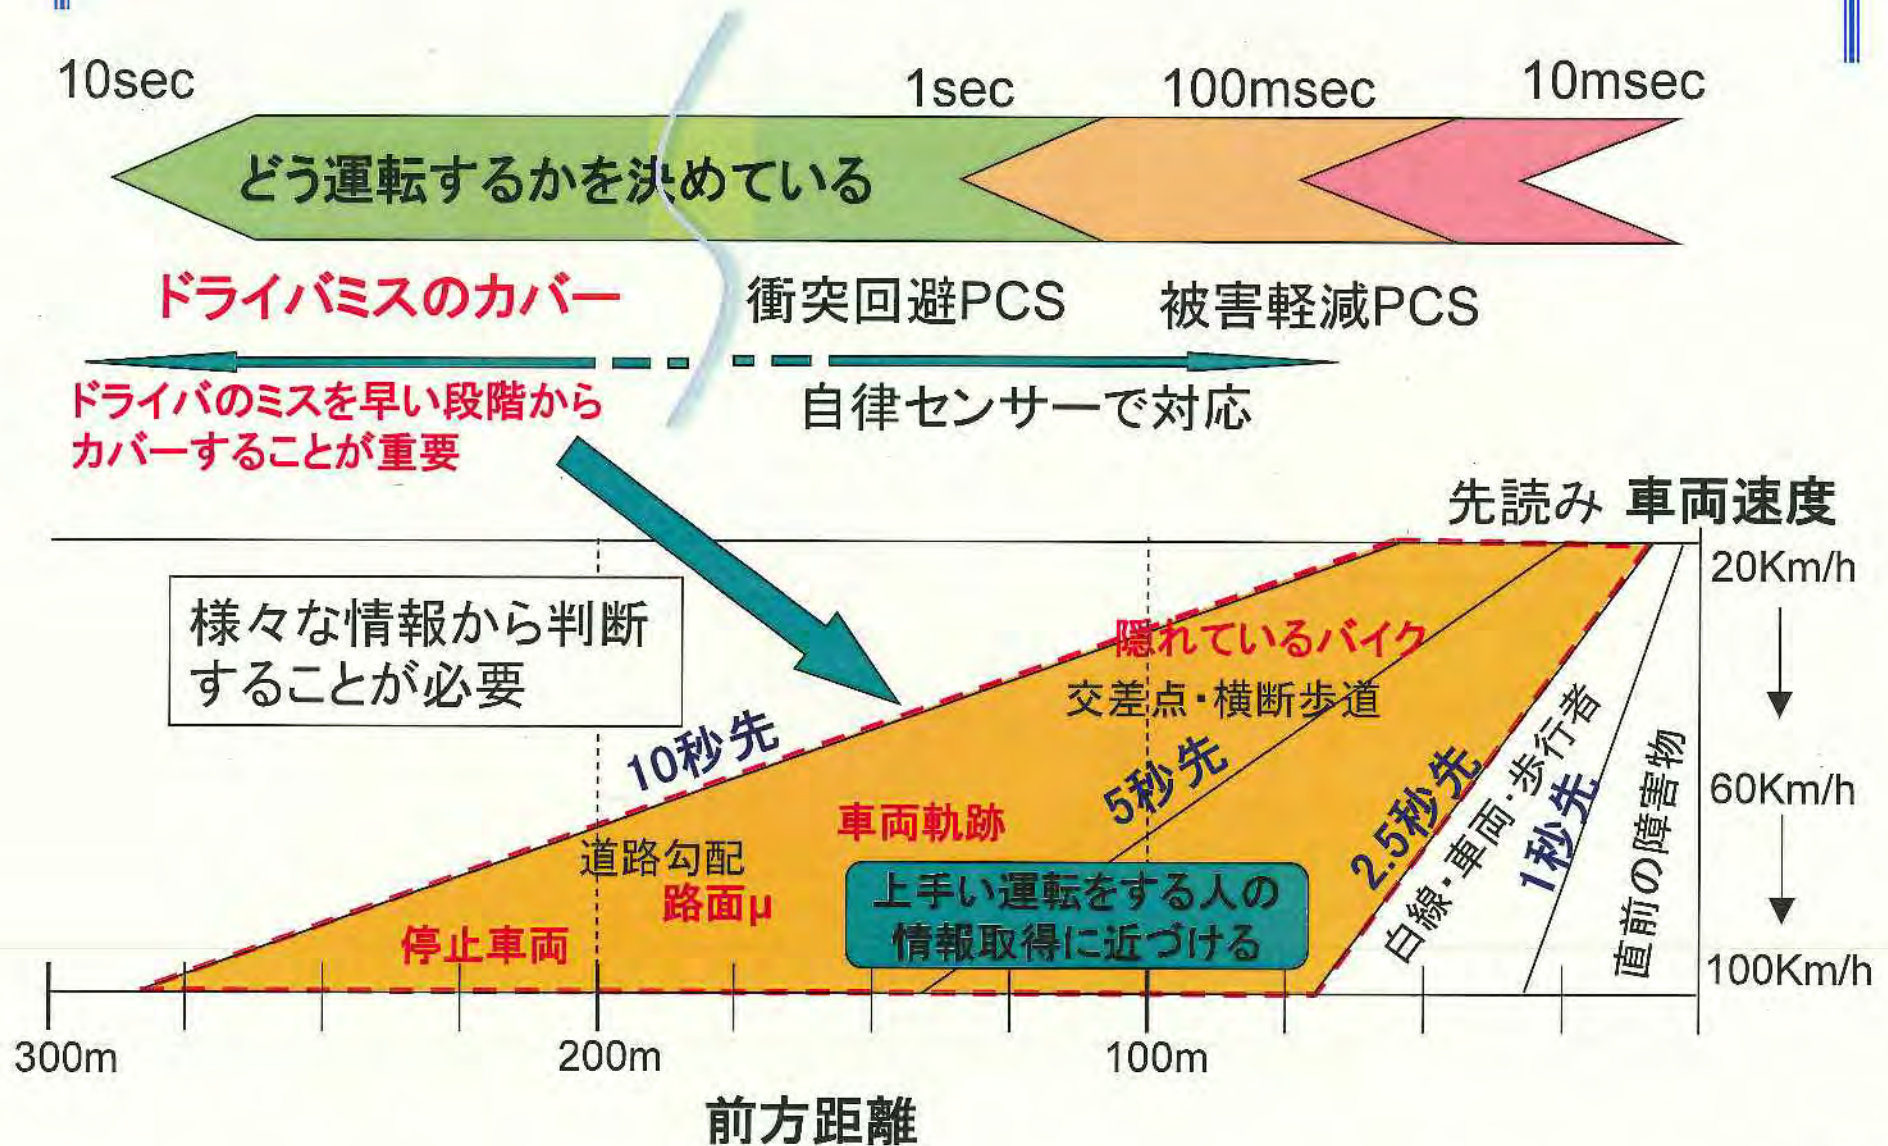 10sec
1sec
100msec
10msec
どう運転するかを決めている
ドライバミスのカバー
衝突回避PCS
被害軽減PCS
ドライバのミスを早い段階から
カバーすることが重要
自律センサーで対応
先読み 車両速度
20Km/h
様々な情報から判断
することが必要
隠れているバイク
交差点・横断歩道
10秒先
5秒先
2.5秒先
白線・車両・歩行者
1秒先
直前の障害物
60Km/h
車両軌跡
道路勾配
路面μ
上手い運転をする人の
情報取得に近づける
停止車両
100Km/h
300m
200m
100m
前方距離